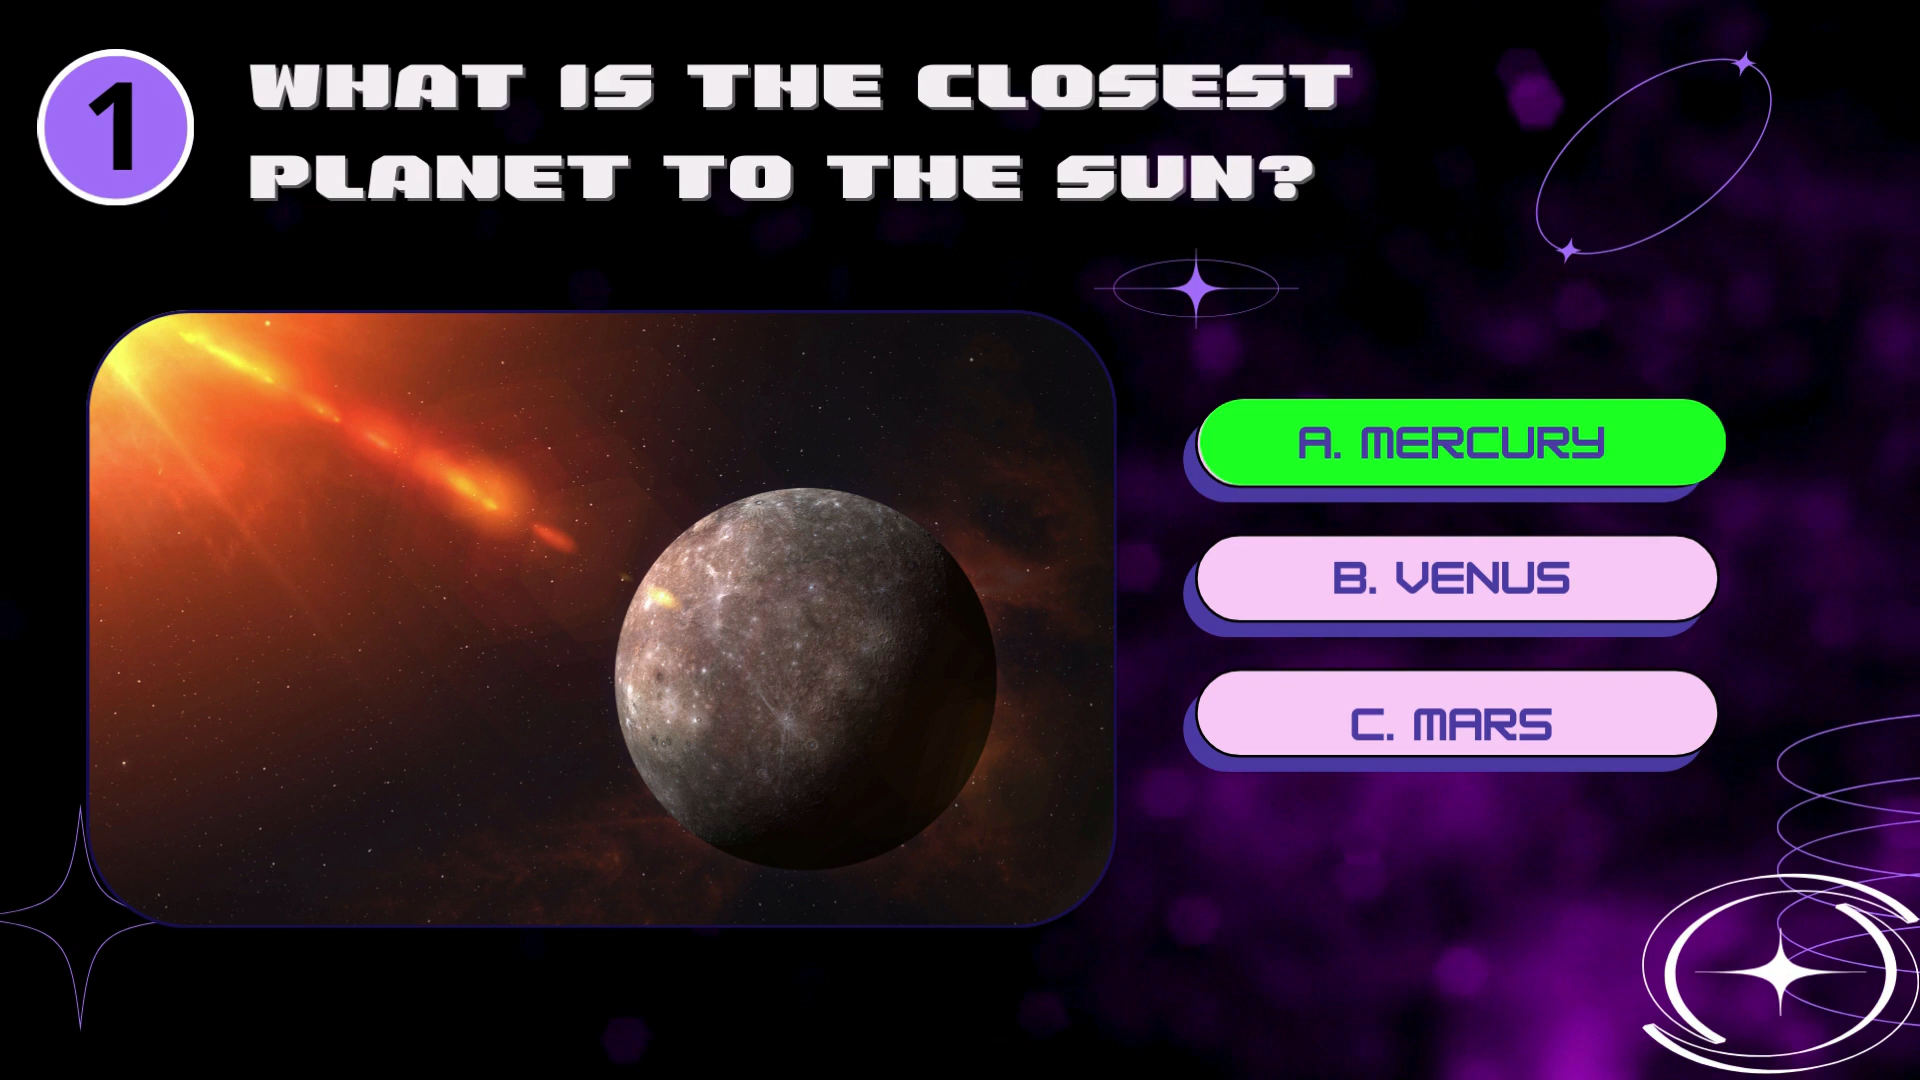 1
WHAT IS THE CLOSEST
PLANET TO THE SUN?
A. MERCURY
B. VENUS
C. MARS